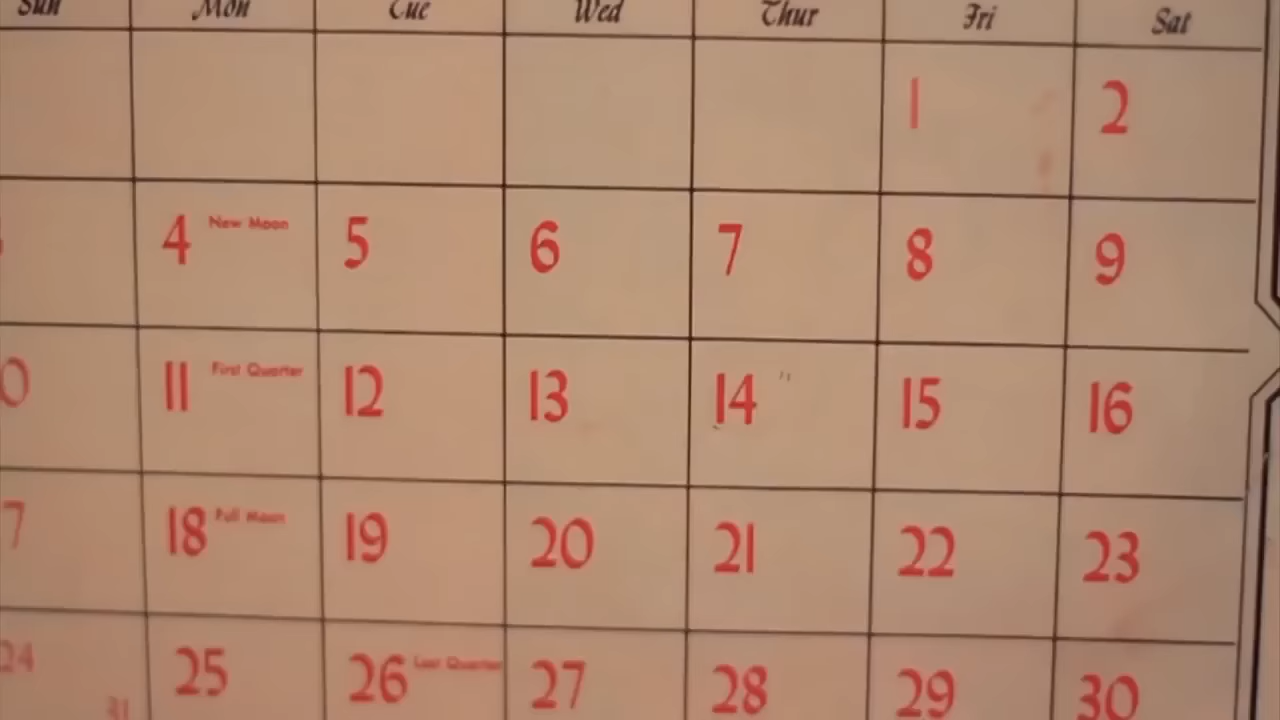 Sun Mon Tue Wed Thur Fri Sat
1 2
4 New Moon 5 6 7 8 9
0 11 First Quarter 12 13 14 15 16
7 18 Full Moon 19 20 21 22 23
24 31 25 26 Last Quarter 27 28 29 30